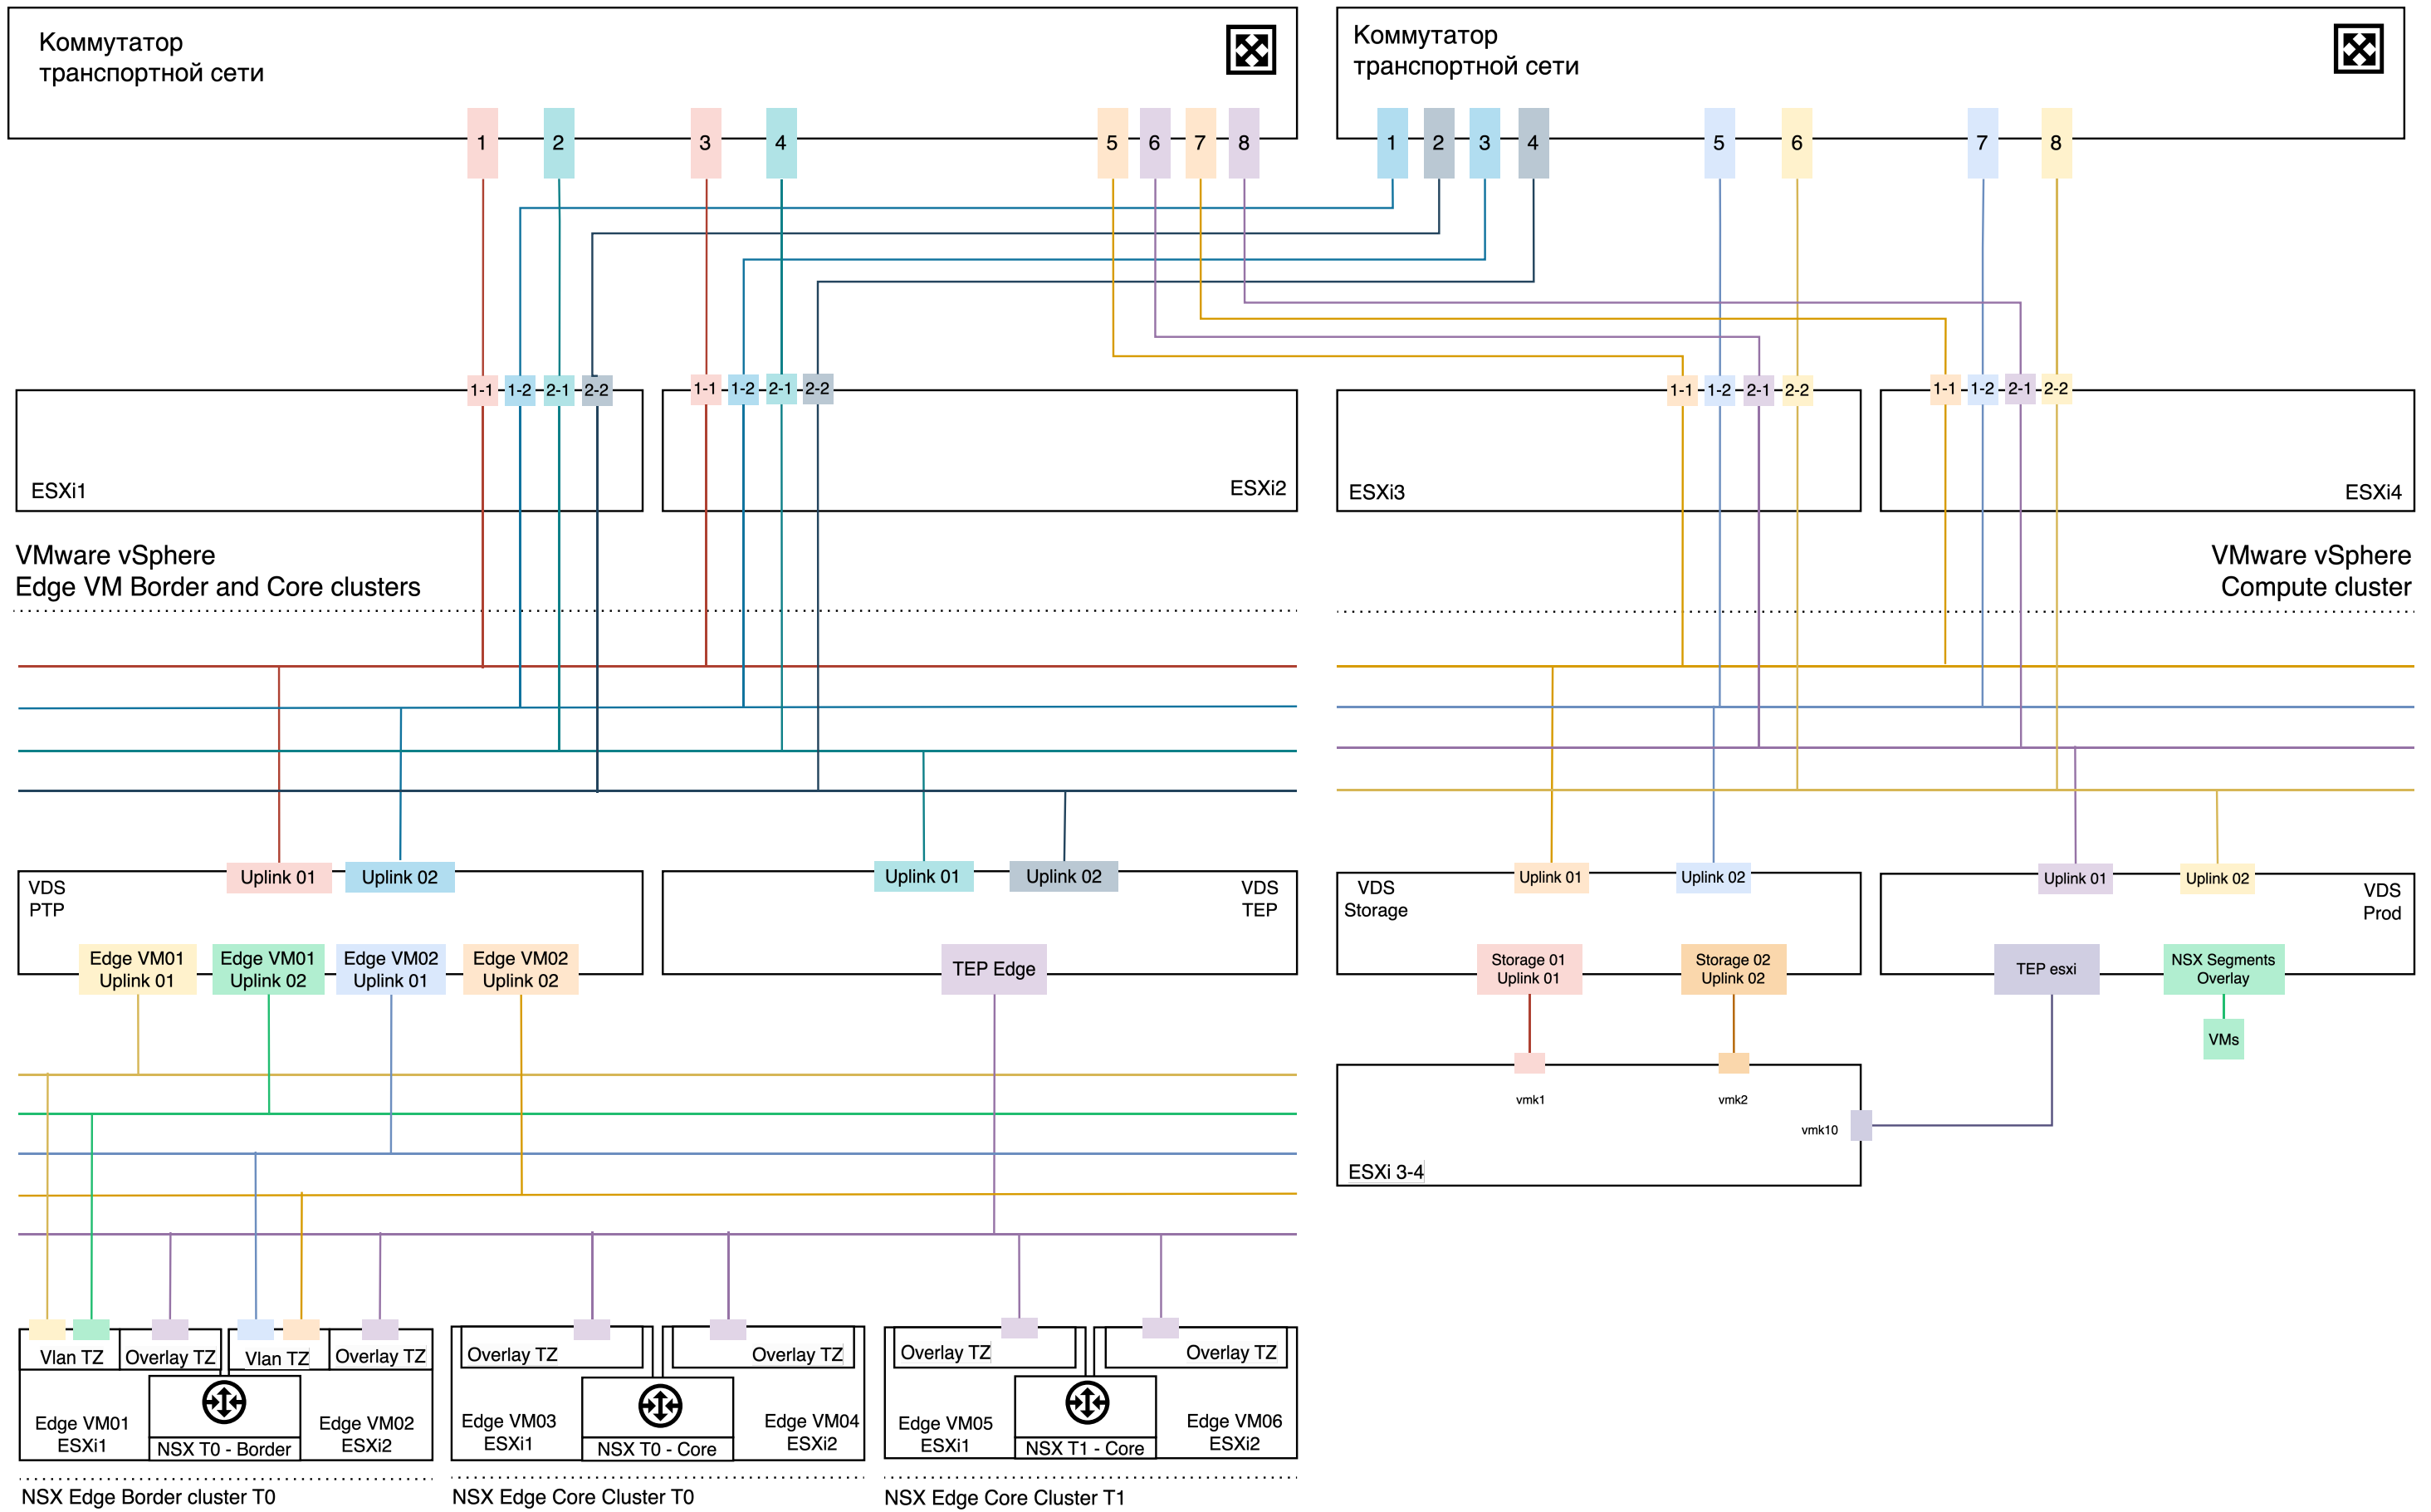 Коммутатор
транспортной сети
Коммутатор
транспортной сети
1
2
3
4
5
6
7
8
1
2
3
4
5
6
7
8
1-1
1-2
2-1
2-2
1-1
1-2
2-1
2-2
1-1
1-2
2-1
2-2
1-1
1-2
2-1
2-2
ESXi1
ESXi2
ESXi3
ESXi4
VMware vSphere
Edge VM Border and Core clusters
VMware vSphere
Compute cluster
VDS
PTP
Uplink 01
Uplink 02
Edge VM01
Uplink 01
Edge VM01
Uplink 02
Edge VM02
Uplink 01
Edge VM02
Uplink 02
Uplink 01
Uplink 02
VDS
TEP
TEP Edge
VDS
Storage
Uplink 01
Uplink 02
Storage 01
Uplink 01
Storage 02
Uplink 02
Uplink 01
Uplink 02
VDS
Prod
TEP esxi
NSX Segments
Overlay
VMs
vmk1
vmk2
vmk10
ESXi 3-4
Vlan TZ
Overlay TZ
Vlan TZ
Overlay TZ
Edge VM01
ESXi1
NSX T0 - Border
Edge VM02
ESXi2
Overlay TZ
Overlay TZ
Edge VM03
ESXi1
NSX T0 - Core
Edge VM04
ESXi2
Overlay TZ
Overlay TZ
Edge VM05
ESXi1
NSX T1 - Core
Edge VM06
ESXi2
NSX Edge Border cluster T0
NSX Edge Core Cluster T0
NSX Edge Core Cluster T1